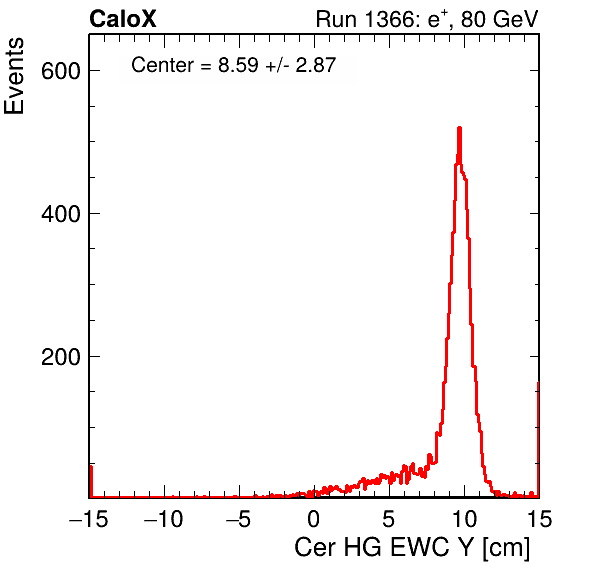 CaloX Run 1366: e⁺, 80 GeV
Events
Center = 8.59 +/- 2.87
600
400
200
−15 −10 −5 0 5 10 15
Cer HG EWC Y [cm]